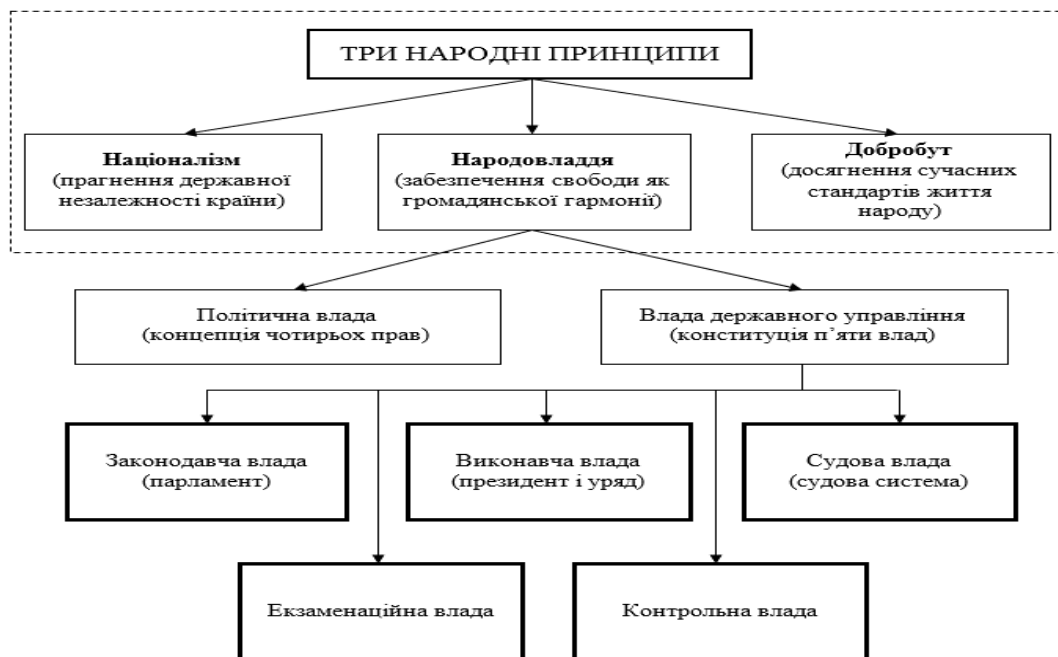 ТРИ НАРОДНІ ПРИНЦИПИ
Націоналізм
(прагнення державної
незалежності країни)
Народовладдя
(забезпечення свободи як
громадянської гармонії)
Добробут
(досягнення сучасних
стандартів життя
народу)
Політична влада
(концепція чотирьох прав)
Влада державного управління
(конституція п’яти влад)
Законодавча влада
(парламент)
Виконавча влада
(президент і уряд)
Судова влада
(судова система)
Екзаменаційна влада
Контрольна влада